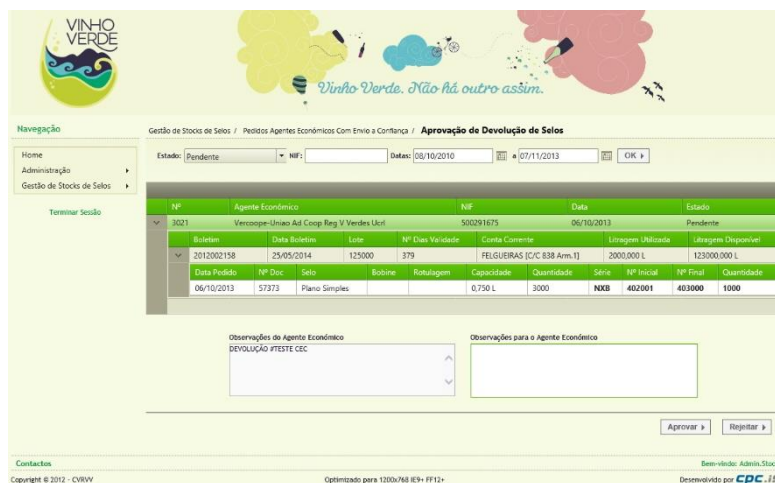 VINHO
VERDE
Vinho Verde. Não há outro assim.
Navegação
Gestão de Stocks de Selos / Pedidos Agentes Económicos Com Envio a Confiança / Aprovação de Devolução de Selos
Home
Administração
Gestão de Stocks de Selos
Terminar Sessão
Estado: Pendente NIF: Datas: 08/10/2010 a 07/11/2013 OK
Nº Agente Económico NIF Data Estado
3021 Vercoope-Uniao Ad Coop Reg V Verdes Ucrl 500291675 06/10/2013 Pendente
Boletim Data Boletim Lote Nº Dias Validade Conta Corrente Litragem Utilizada Litragem Disponível
2012002158 25/05/2014 125000 379 FELGUEIRAS [C/C 838 Arm.1] 2000,000 L 123000,000 L
Data Pedido Nº Doc Selo Bobine Rotulagem Capacidade Quantidade Série Nº Inicial Nº Final Quantidade
06/10/2013 57373 Plano Simples 0,750 L 3000 NXB 402001 403000 1000
Observações do Agente Económico Observações para o Agente Económico
DEVOLUÇÃO #TESTE CEC
Aprovar Rejeitar
Contactos Bem-vindo: Admin.Stoc
Copyright © 2012 - CVRVV Optimizado para 1200x768 IE9+ FF12+ Desenvolvido por CPC.iS